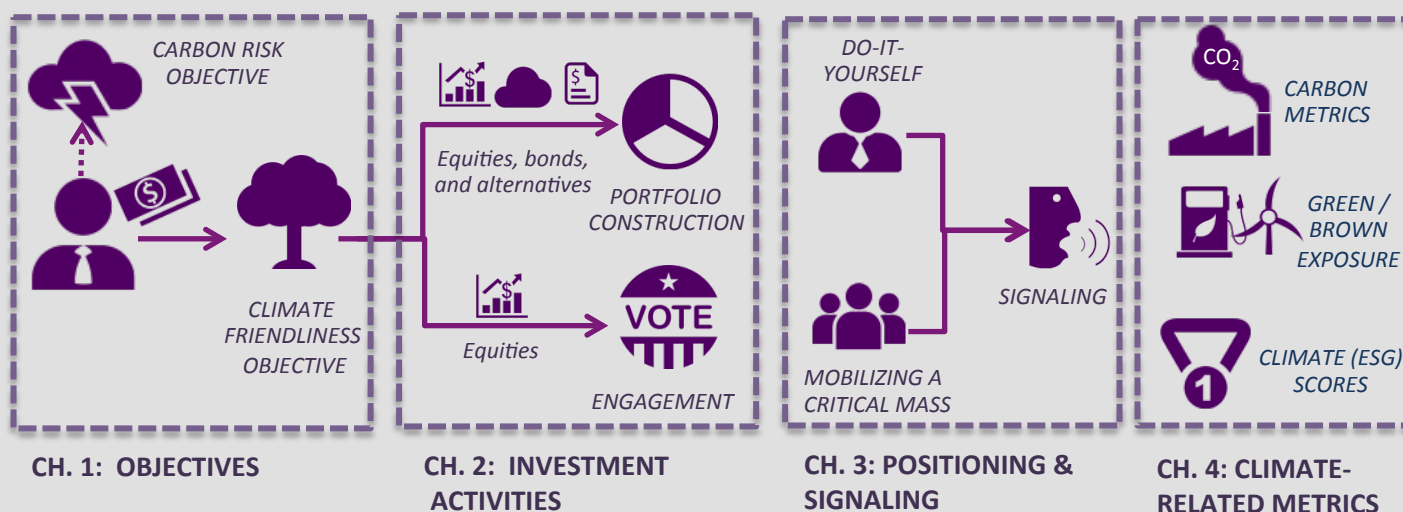 CARBON RISK
OBJECTIVE
$
CLIMATE
FRIENDLINESS
OBJECTIVE
CH. 1: OBJECTIVES
$
$
Equities, bonds,
and alternatives
PORTFOLIO
CONSTRUCTION
$
Equities
VOTE
ENGAGEMENT
CH. 2: INVESTMENT
ACTIVITIES
DO-IT-
YOURSELF
SIGNALING
MOBILIZING A
CRITICAL MASS
CH. 3: POSITIONING &
SIGNALING
CO2
CARBON
METRICS
GREEN /
BROWN
EXPOSURE
1
CLIMATE (ESG)
SCORES
CH. 4: CLIMATE-
RELATED METRICS